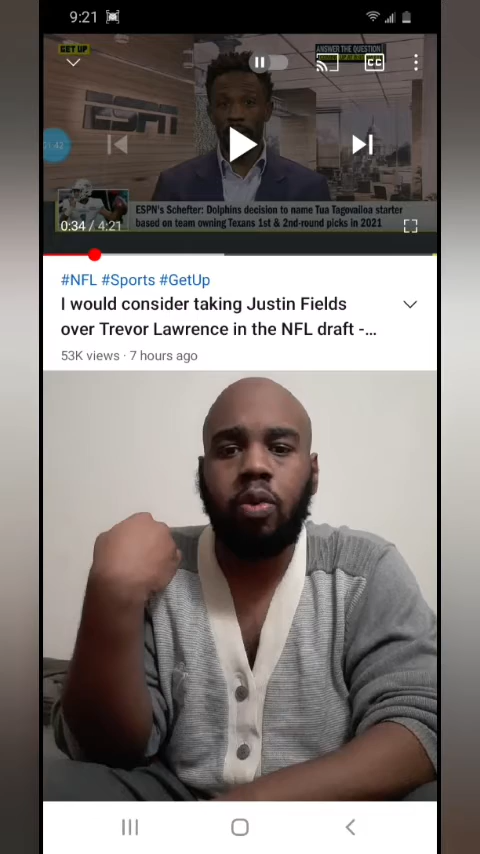 9:21
GET UP
ANSWER THE QUESTION
CC
ESPN
ESPN's Schefter: Dolphins decision to name Tua Tagovailoa starter
based on team owning Texans 1st & 2nd-round picks in 2021
0:34 / 4:21
#NFL #Sports #GetUp
I would consider taking Justin Fields
over Trevor Lawrence in the NFL draft -...
53K views · 7 hours ago